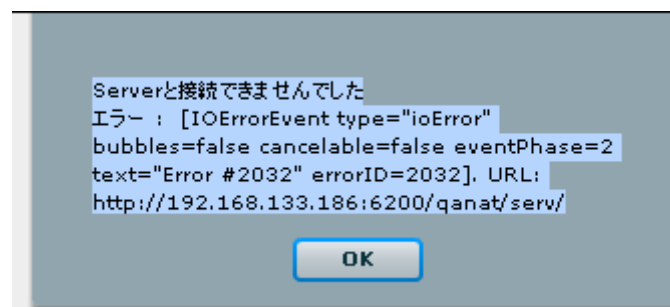 Serverと接続できませんでした
エラー : [IOErrorEvent type="ioError"
bubbles=false cancelable=false eventPhase=2
text="Error #2032" errorID=2032]. URL:
http://192.168.133.186:6200/qanat/serv/
OK